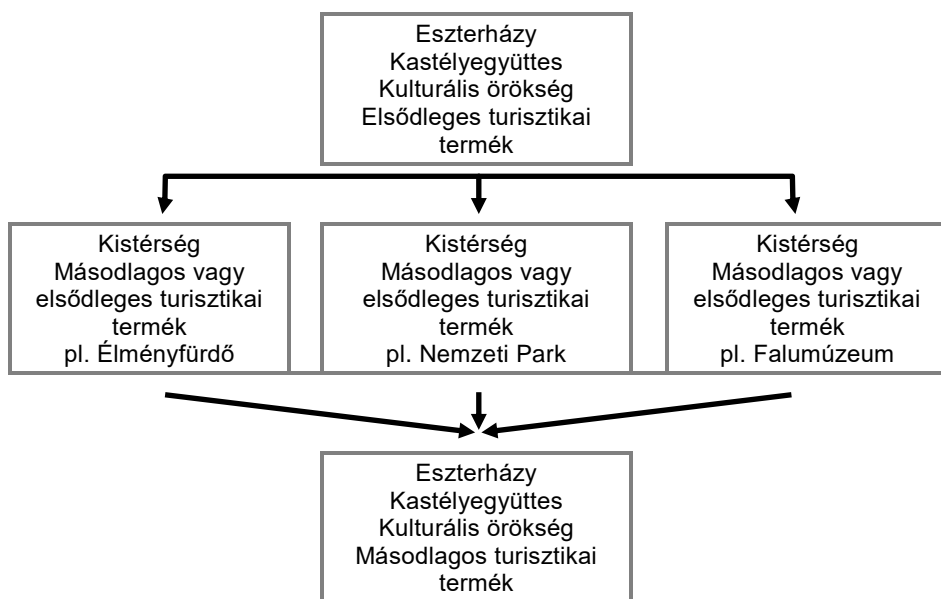 Eszterházy
Kastélyegyüttes
Kulturális örökség
Elsődleges turisztikai
termék
Kistérség
Másodlagos vagy
elsődleges turisztikai
termék
pl. Élményfürdő
Kistérség
Másodlagos vagy
elsődleges turisztikai
termék
pl. Nemzeti Park
Kistérség
Másodlagos vagy
elsődleges turisztikai
termék
pl. Falumúzeum
Eszterházy
Kastélyegyüttes
Kulturális örökség
Másodlagos turisztikai
termék